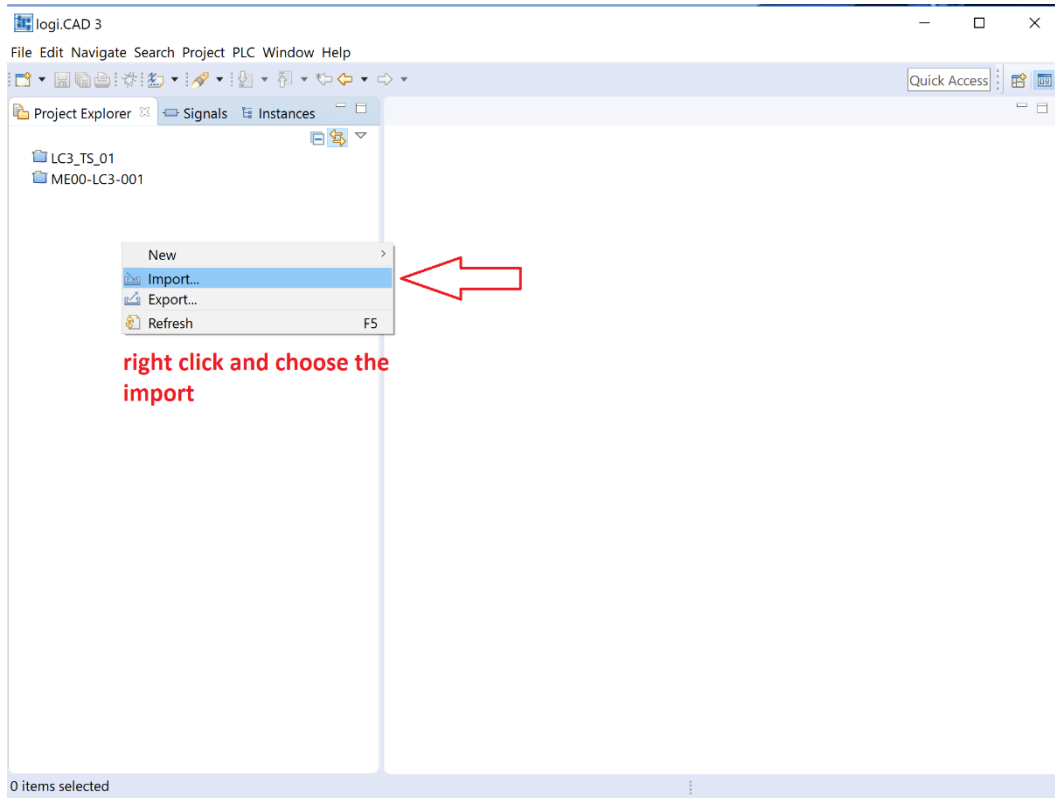 logi.CAD 3
File Edit Navigate Search Project PLC Window Help
Quick Access
Project Explorer Signals Instances
LC3_TS_01
ME00-LC3-001
New
Import...
Export...
Refresh F5
right click and choose the
import
0 items selected